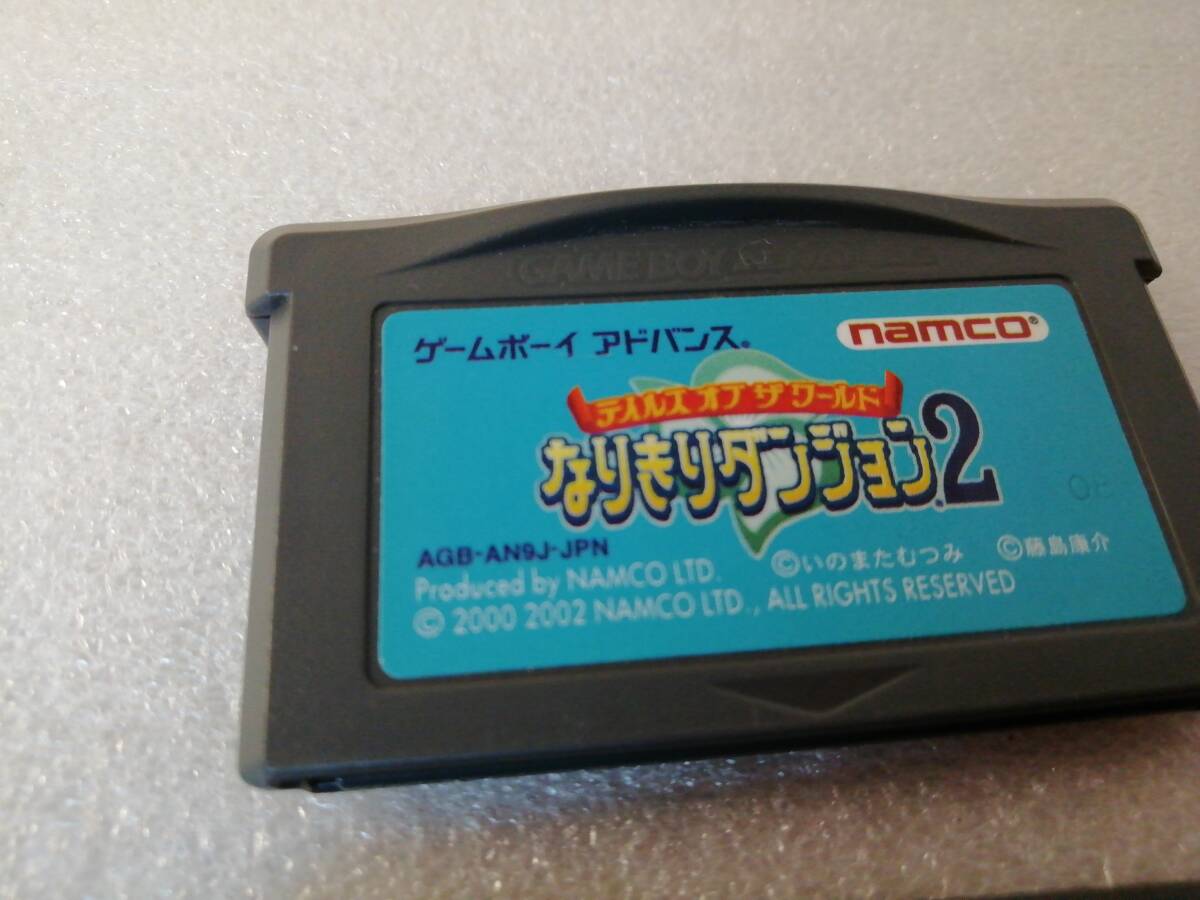 GAME BOY
ゲームボーイ アドバンス®
namco®
テイルズ オブ ザ ワールド
なりきりダンジョン2
AGB-AN9J-JPN
©いのまたむつみ ©藤島康介
Produced by NAMCO LTD.
© 2000 2002 NAMCO LTD., ALL RIGHTS RESERVED